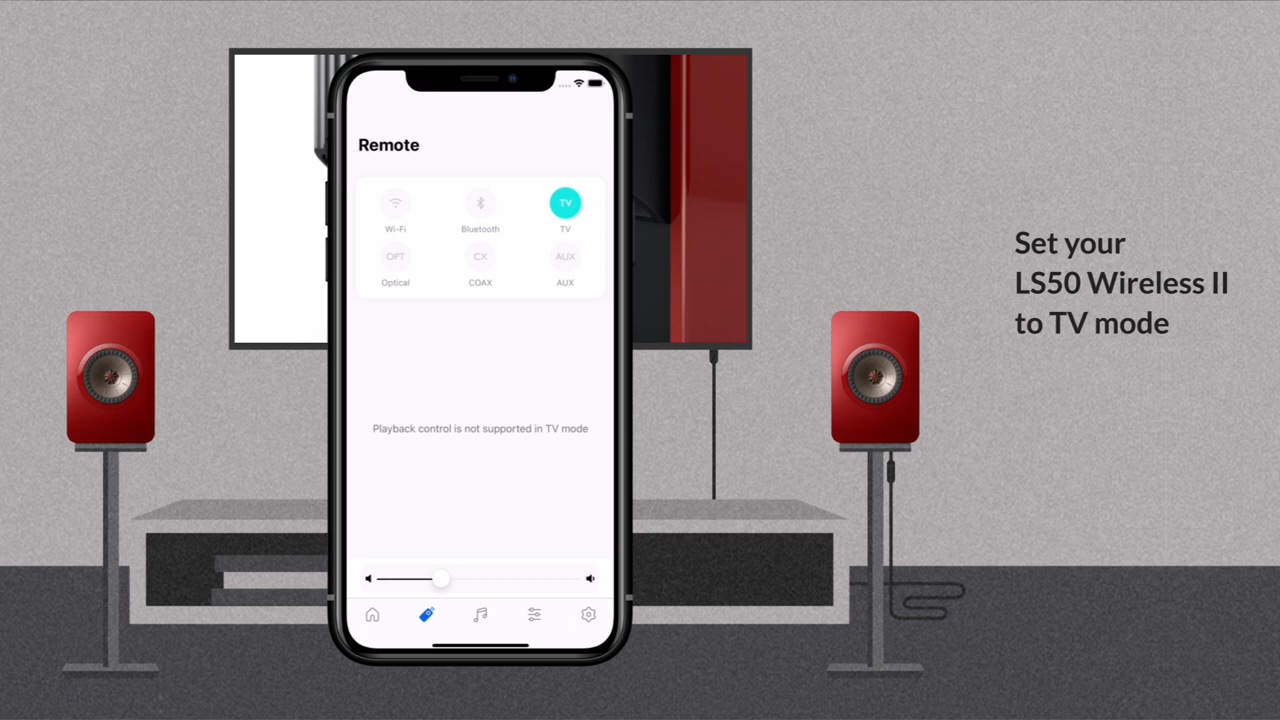 Remote
TV
Wi-Fi
Bluetooth
TV
OPT
CX
AUX
Optical
COAX
AUX
Playback control is not supported in TV mode
Set your
LS50 Wireless II
to TV mode